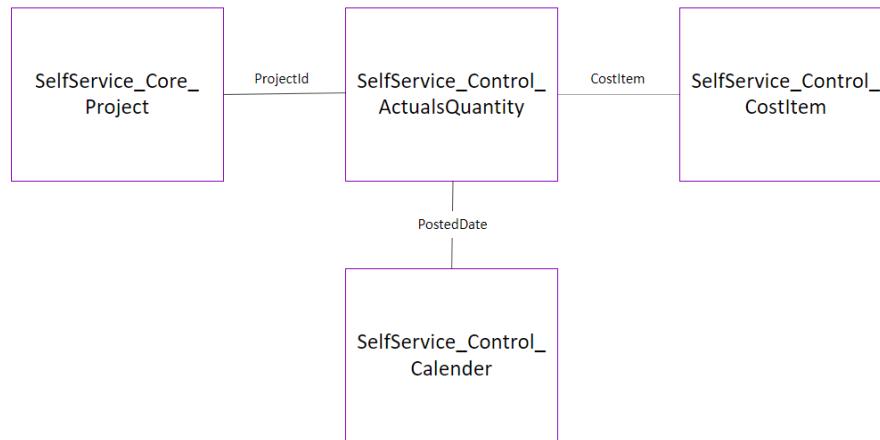 SelfService_Core_
Project
ProjectId
SelfService_Control_
ActualsQuantity
CostItem
SelfService_Control_
CostItem
PostedDate
SelfService_Control_
Calender